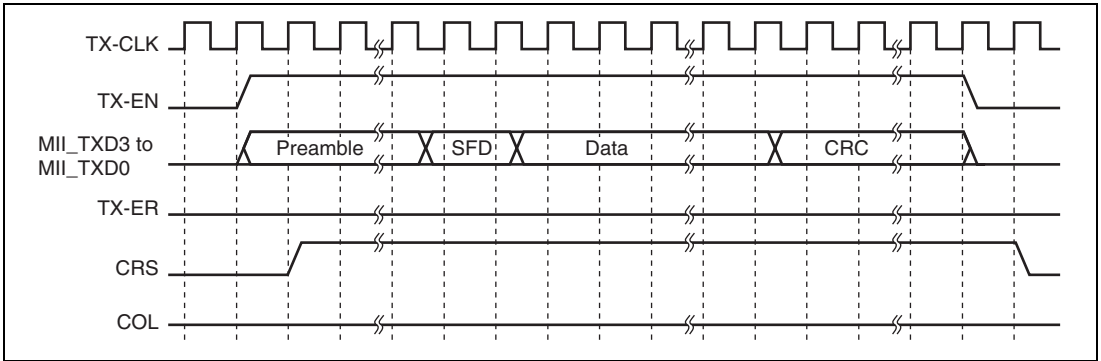 TX-CLK
TX-EN
MII_TXD3 to
MII_TXD0
Preamble
SFD
Data
CRC
TX-ER
CRS
COL